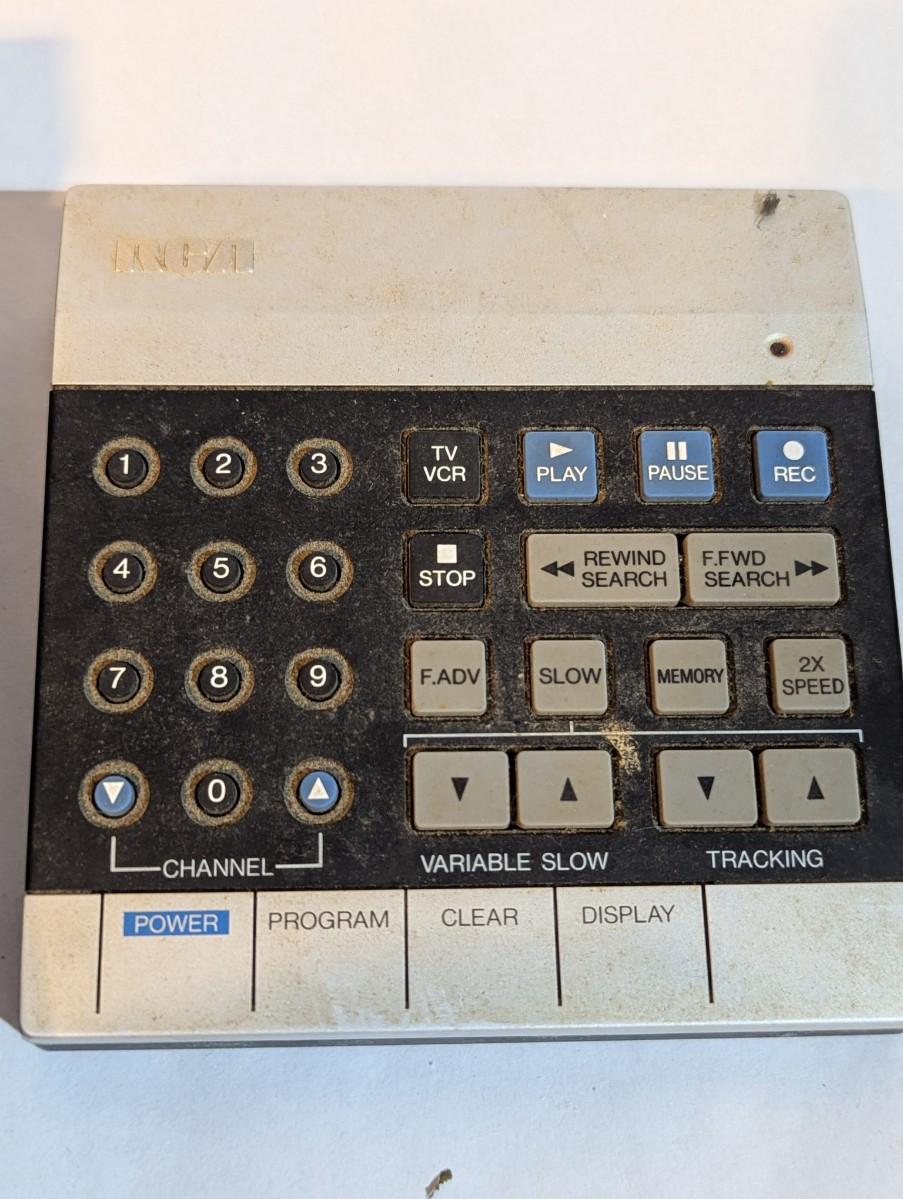 RCA
1 2 3 TV PLAY PAUSE REC
VCR
4 5 6 STOP REWIND F.FWD
SEARCH SEARCH
7 8 9 F.ADV SLOW MEMORY 2X
SPEED
0
CHANNEL VARIABLE SLOW TRACKING
POWER PROGRAM CLEAR DISPLAY